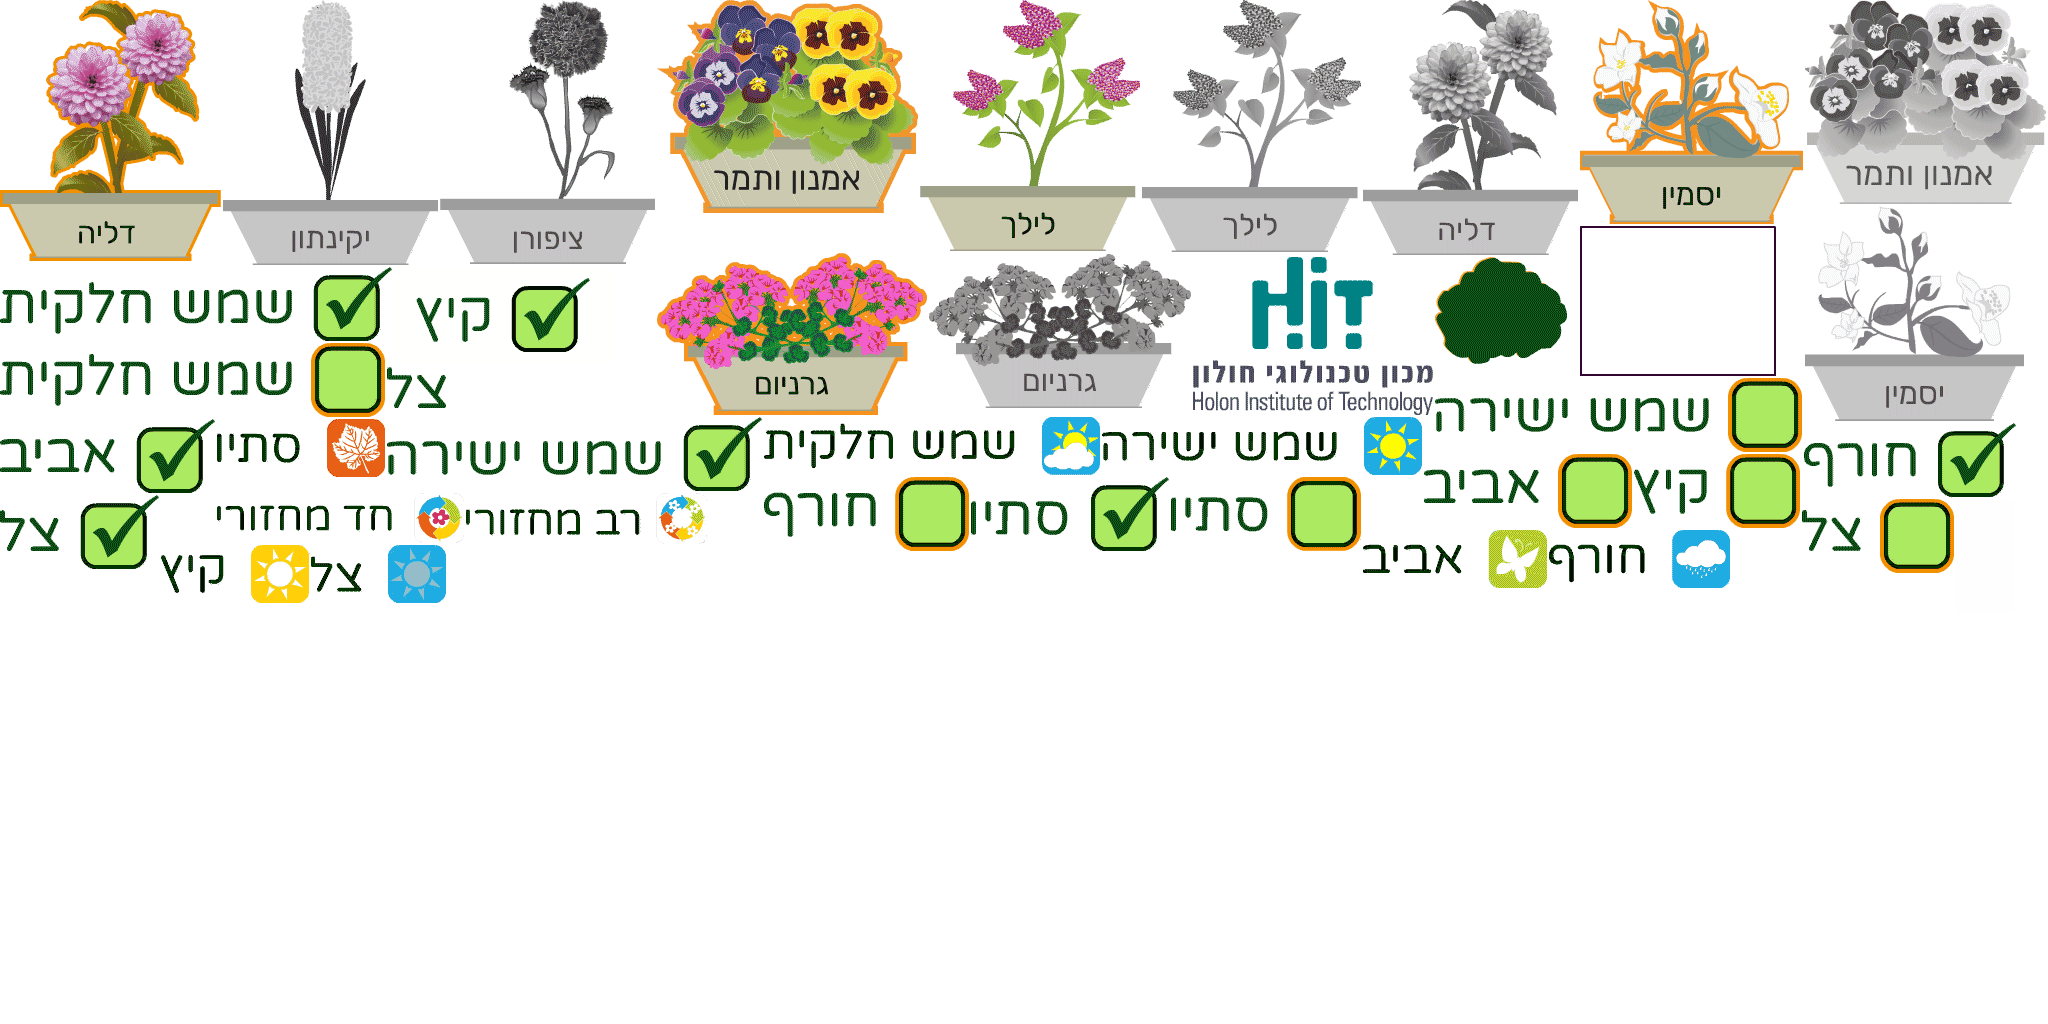 דליה
יקינתון
ציפורן
אמנון ותמר
לילך
לילך
דליה
יסמין
אמנון ותמר
שמש חלקית
קיץ
גרניום
גרניום
HiT
מכון טכנולוגי חולון
Holon Institute of Technology
יסמין
שמש חלקית
צל
שמש ישירה
אביב
סתיו
שמש ישירה
שמש חלקית
שמש ישירה
חורף
אביב
קיץ
צל
חד מחזורי
רב מחזורי
חורף
סתיו
סתיו
צל
קיץ
צל
אביב
חורף